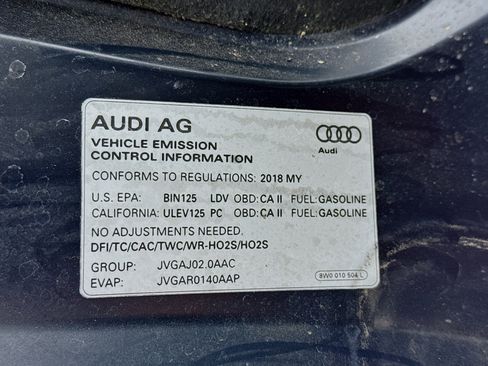 AUDI AG
Audi
VEHICLE EMISSION
CONTROL INFORMATION
CONFORMS TO REGULATIONS: 2018 MY
U.S. EPA: BIN125 LDV OBD: CA II FUEL: GASOLINE
CALIFORNIA: ULEV125 PC OBD: CA II FUEL: GASOLINE
NO ADJUSTMENTS NEEDED.
DFI/TC/CAC/TWC/WR-HO2S/HO2S
GROUP: JVGAJ02.0AAC
EVAP: JVGAR0140AAP
8W0 010 504 L